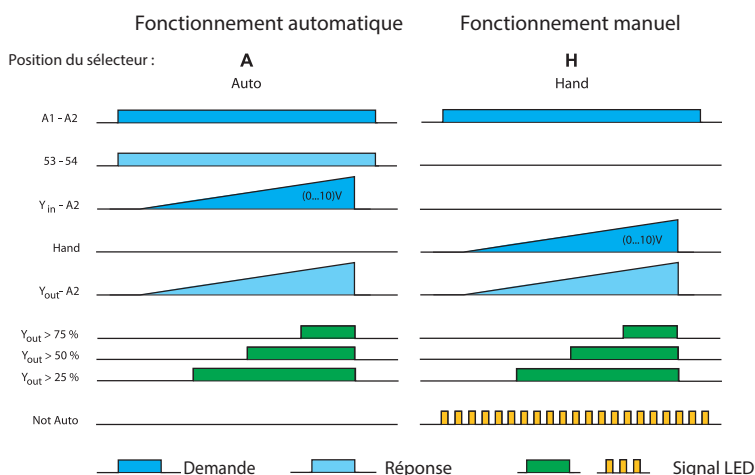 Fonctionnement automatique Fonctionnement manuel
Position du sélecteur : A H
Auto Hand
A1 – A2
53 – 54
Y in – A2 (0...10)V
Hand (0...10)V
Yout – A2
Yout > 75 %
Yout > 50 %
Yout > 25 %
Not Auto
Demande Réponse Signal LED